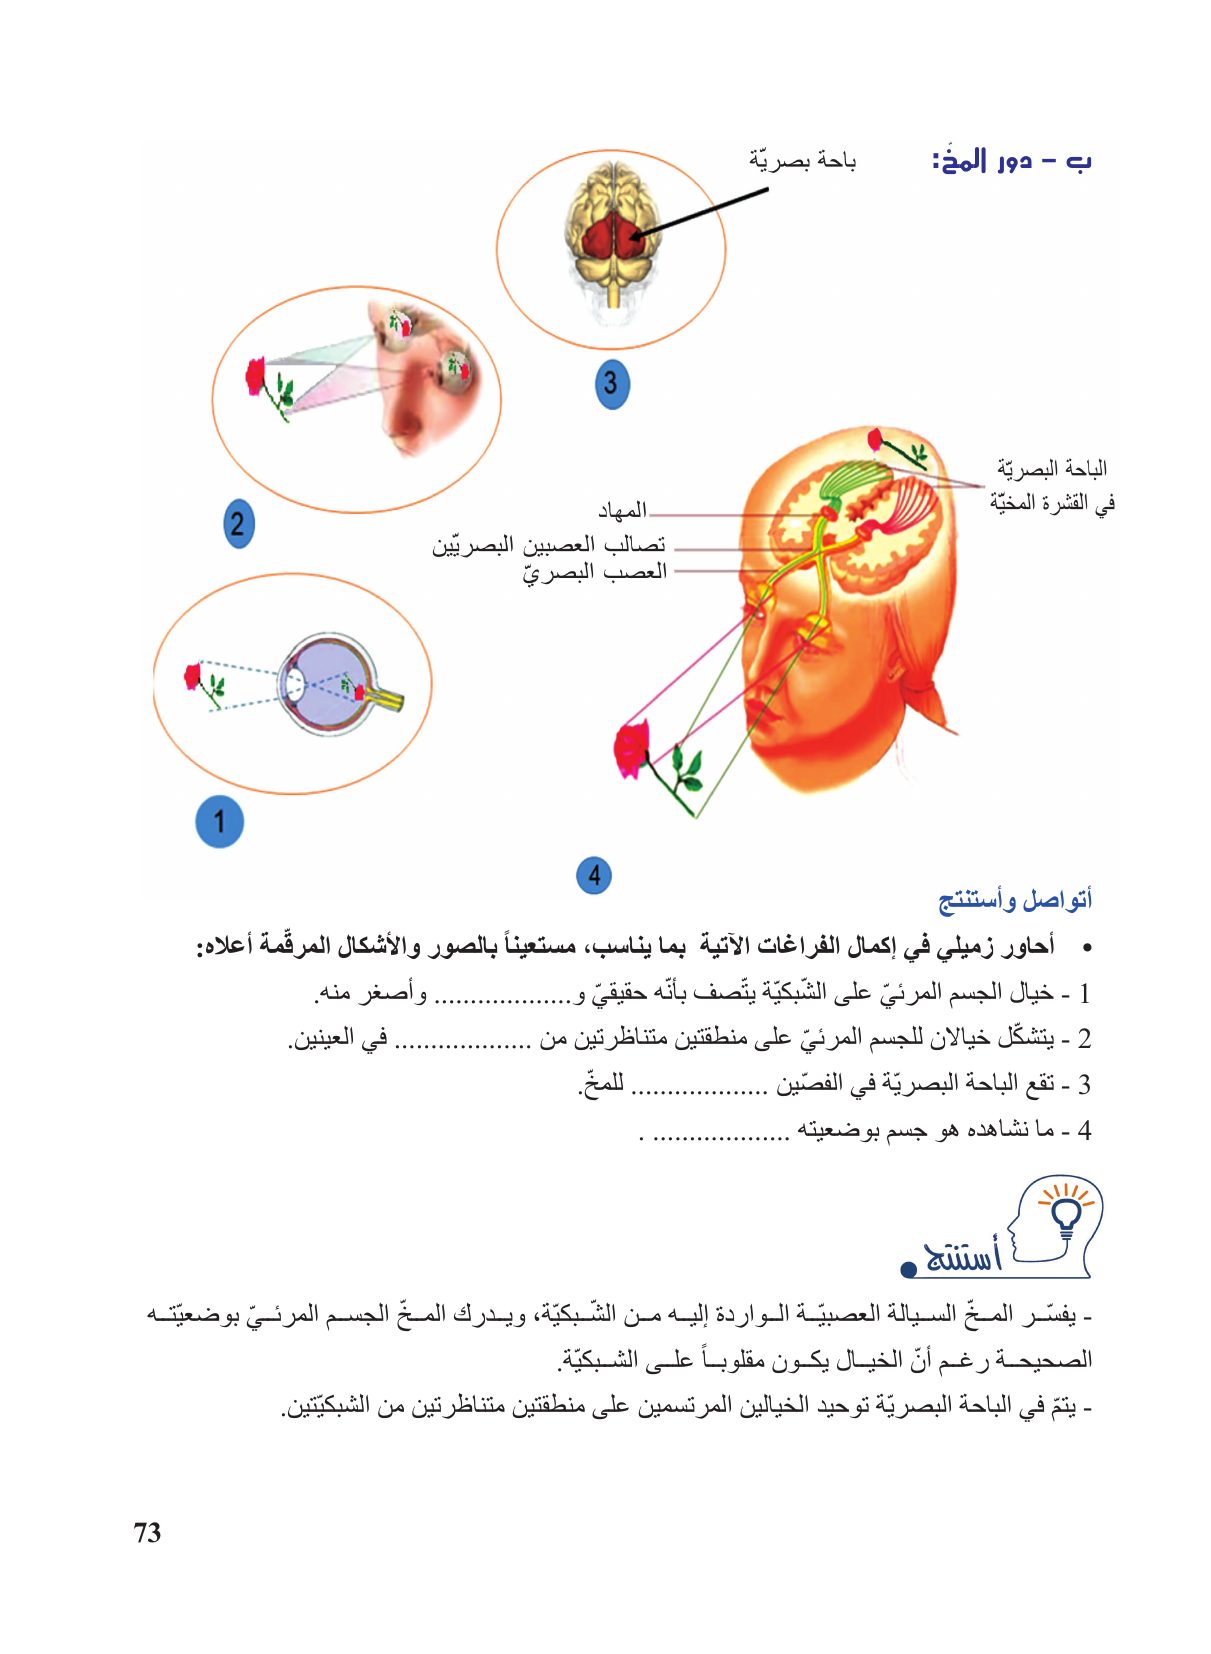 ب – دور المخّ:
باحة بصريّة
3
2
الباحة البصريّة
في القشرة المخيّة
المهاد
تصالب العصبين البصريّين
العصب البصريّ
1
4
أتواصل وأستنتج
• أحاور زميلي في إكمال الفراغات الآتية بما يناسب، مستعيناً بالصور والأشكال المرقّمة أعلاه:
1 - خيال الجسم المرئيّ على الشّبكيّة يتّصف بأنّه حقيقيّ و................... وأصغر منه.
2 - يتشكّل خيالان للجسم المرئيّ على منطقتين متناظرتين من ................... في العينين.
3 - تقع الباحة البصريّة في الفصّين ................... للمخّ.
4 - ما نشاهده هو جسم بوضعيته ................... .
أستنتج
- يفسّر المخّ السيالة العصبيّة الواردة إليه من الشّبكيّة، ويدرك المخّ الجسم المرئيّ بوضعيّته
الصحيحة رغم أنّ الخيال يكون مقلوباً على الشبكيّة.
- يتمّ في الباحة البصريّة توحيد الخيالين المرتسمين على منطقتين متناظرتين من الشبكيّتين.
73